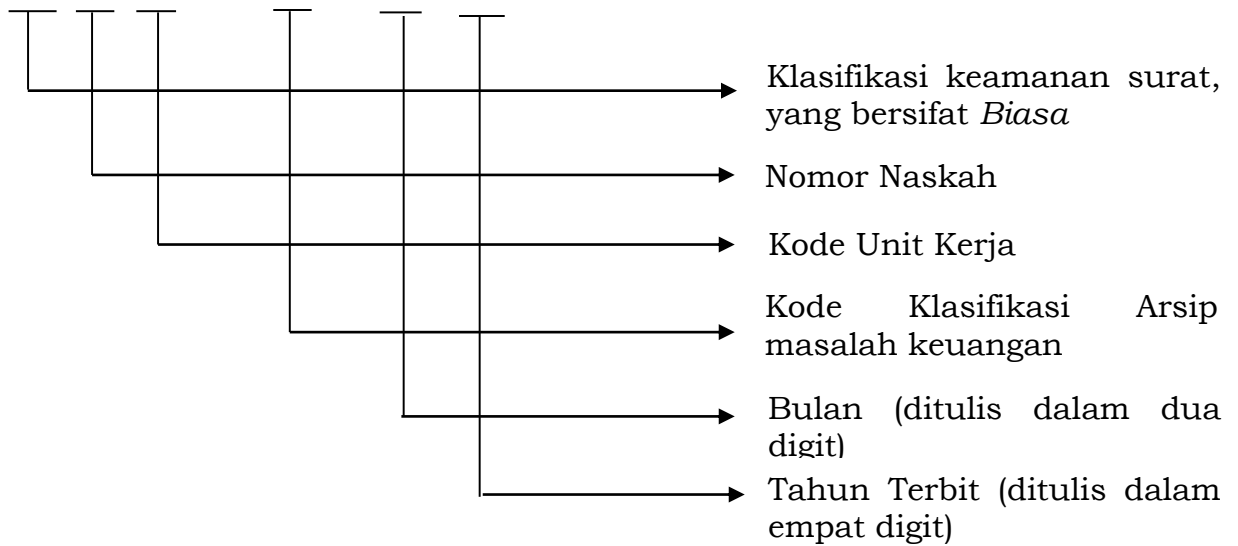 Klasifikasi keamanan surat,
yang bersifat Biasa
Nomor Naskah
Kode Unit Kerja
Kode Klasifikasi Arsip
masalah keuangan
Bulan (ditulis dalam dua
digit)
Tahun Terbit (ditulis dalam
empat digit)